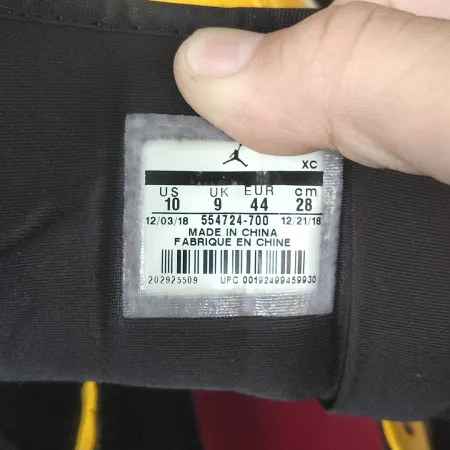 XC
US UK EUR cm
10 9 44 28
12/03/18 554724-700 12/21/18
MADE IN CHINA
FABRIQUE EN CHINE
202925509 UPC 00192499459930